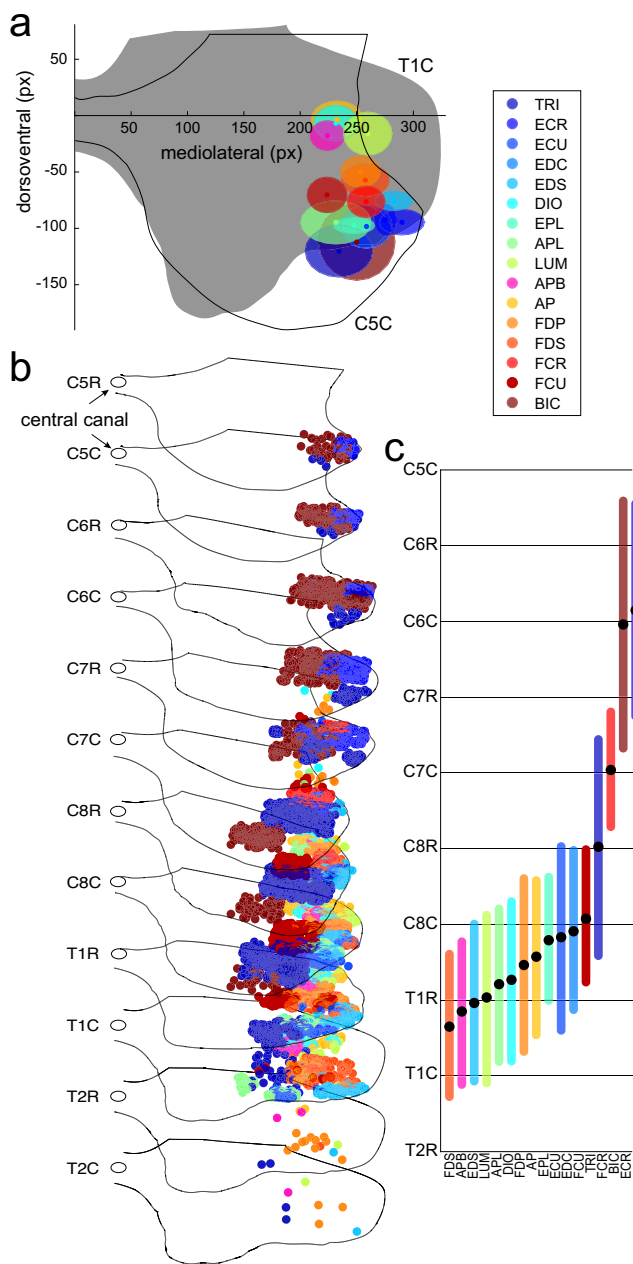 a
50
-50
-100
-150
50
100
150
200
250
300
mediolateral (px)
dorsoventral (px)
T1C
C5C
TRI
ECR
ECU
EDC
EDS
DIO
EPL
APL
LUM
APB
AP
FDP
FDS
FCR
FCU
BIC
b
C5R
central canal
C5C
C6R
C6C
C7R
C7C
C8R
C8C
T1R
T1C
T2R
T2C
c
C5C
C6R
C6C
C7R
C7C
C8R
C8C
T1R
T1C
T2R
FDS
APB
EDS
LUM
APL
DIO
FDP
AP
EPL
ECU
EDC
FCU
TRI
FCR
BIC
ECR